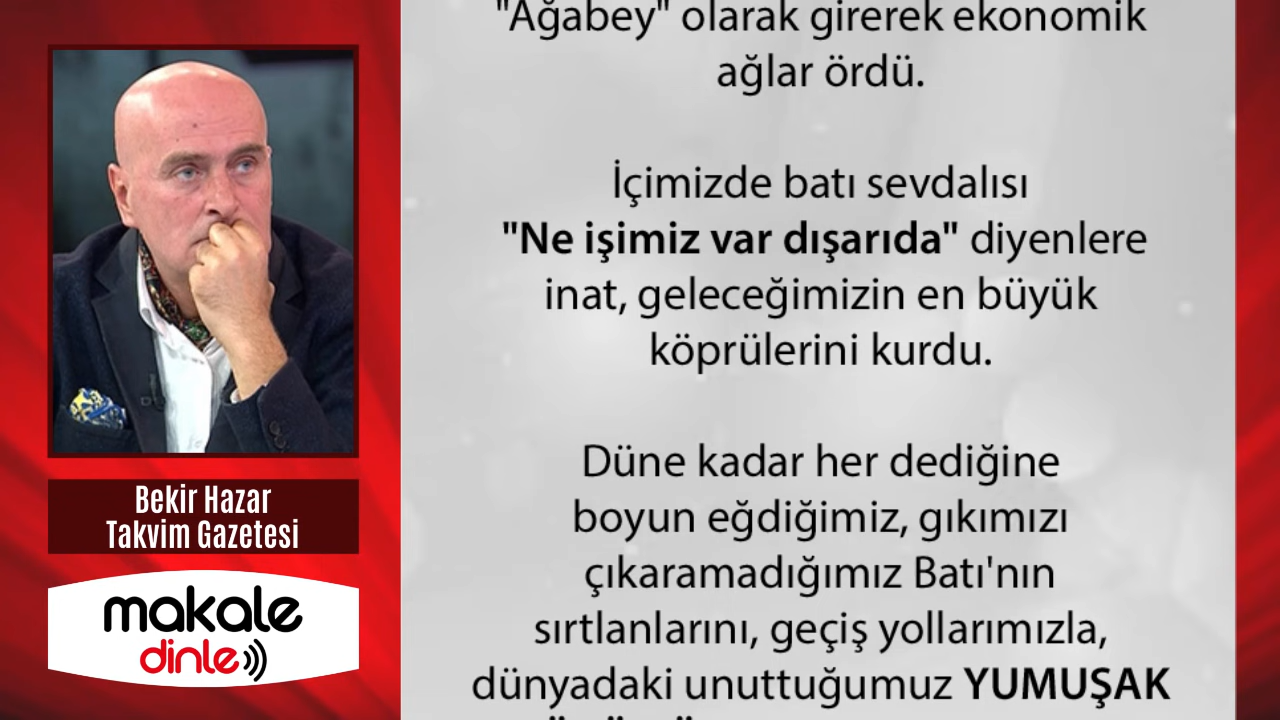 "Ağabey" olarak girerek ekonomik
ağlar ördü.
İçimizde batı sevdalısı
"Ne işimiz var dışarıda" diyenlere
inat, geleceğimizin en büyük
köprülerini kurdu.
Düne kadar her dediğine
boyun eğdiğimiz, gıkımızı
çıkaramadığımız Batı'nın
sırtlanlarını, geçiş yollarımızla,
dünyadaki unuttuğumuz YUMUŞAK
Bekir Hazar
Takvim Gazetesi
makale
dinle